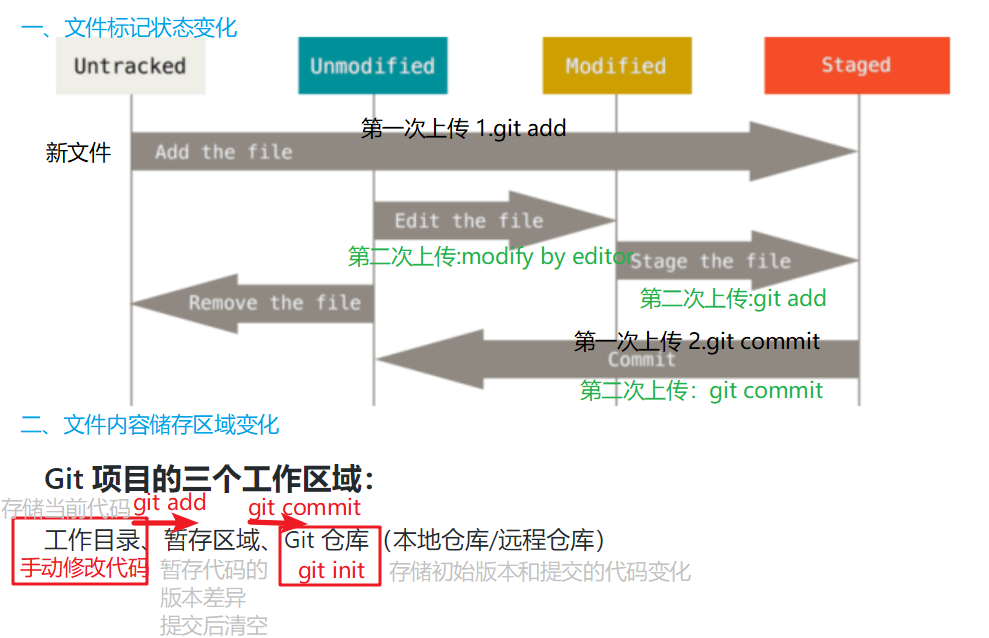 一、文件标记状态变化
Untracked
Unmodified
Modified
Staged
第一次上传 1.git add
新文件
Add the file
Edit the file
第二次上传:modify by editor
Stage the file
第二次上传:git add
Remove the file
第一次上传 2.git commit
Commit
第二次上传：git commit
二、文件内容储存区域变化
Git 项目的三个工作区域：
存储当前代码
git add
git commit
工作目录、暂存区域、Git 仓库（本地仓库/远程仓库）
手动修改代码
暂存代码的
版本差异
提交后清空
git init
存储初始版本和提交的代码变化